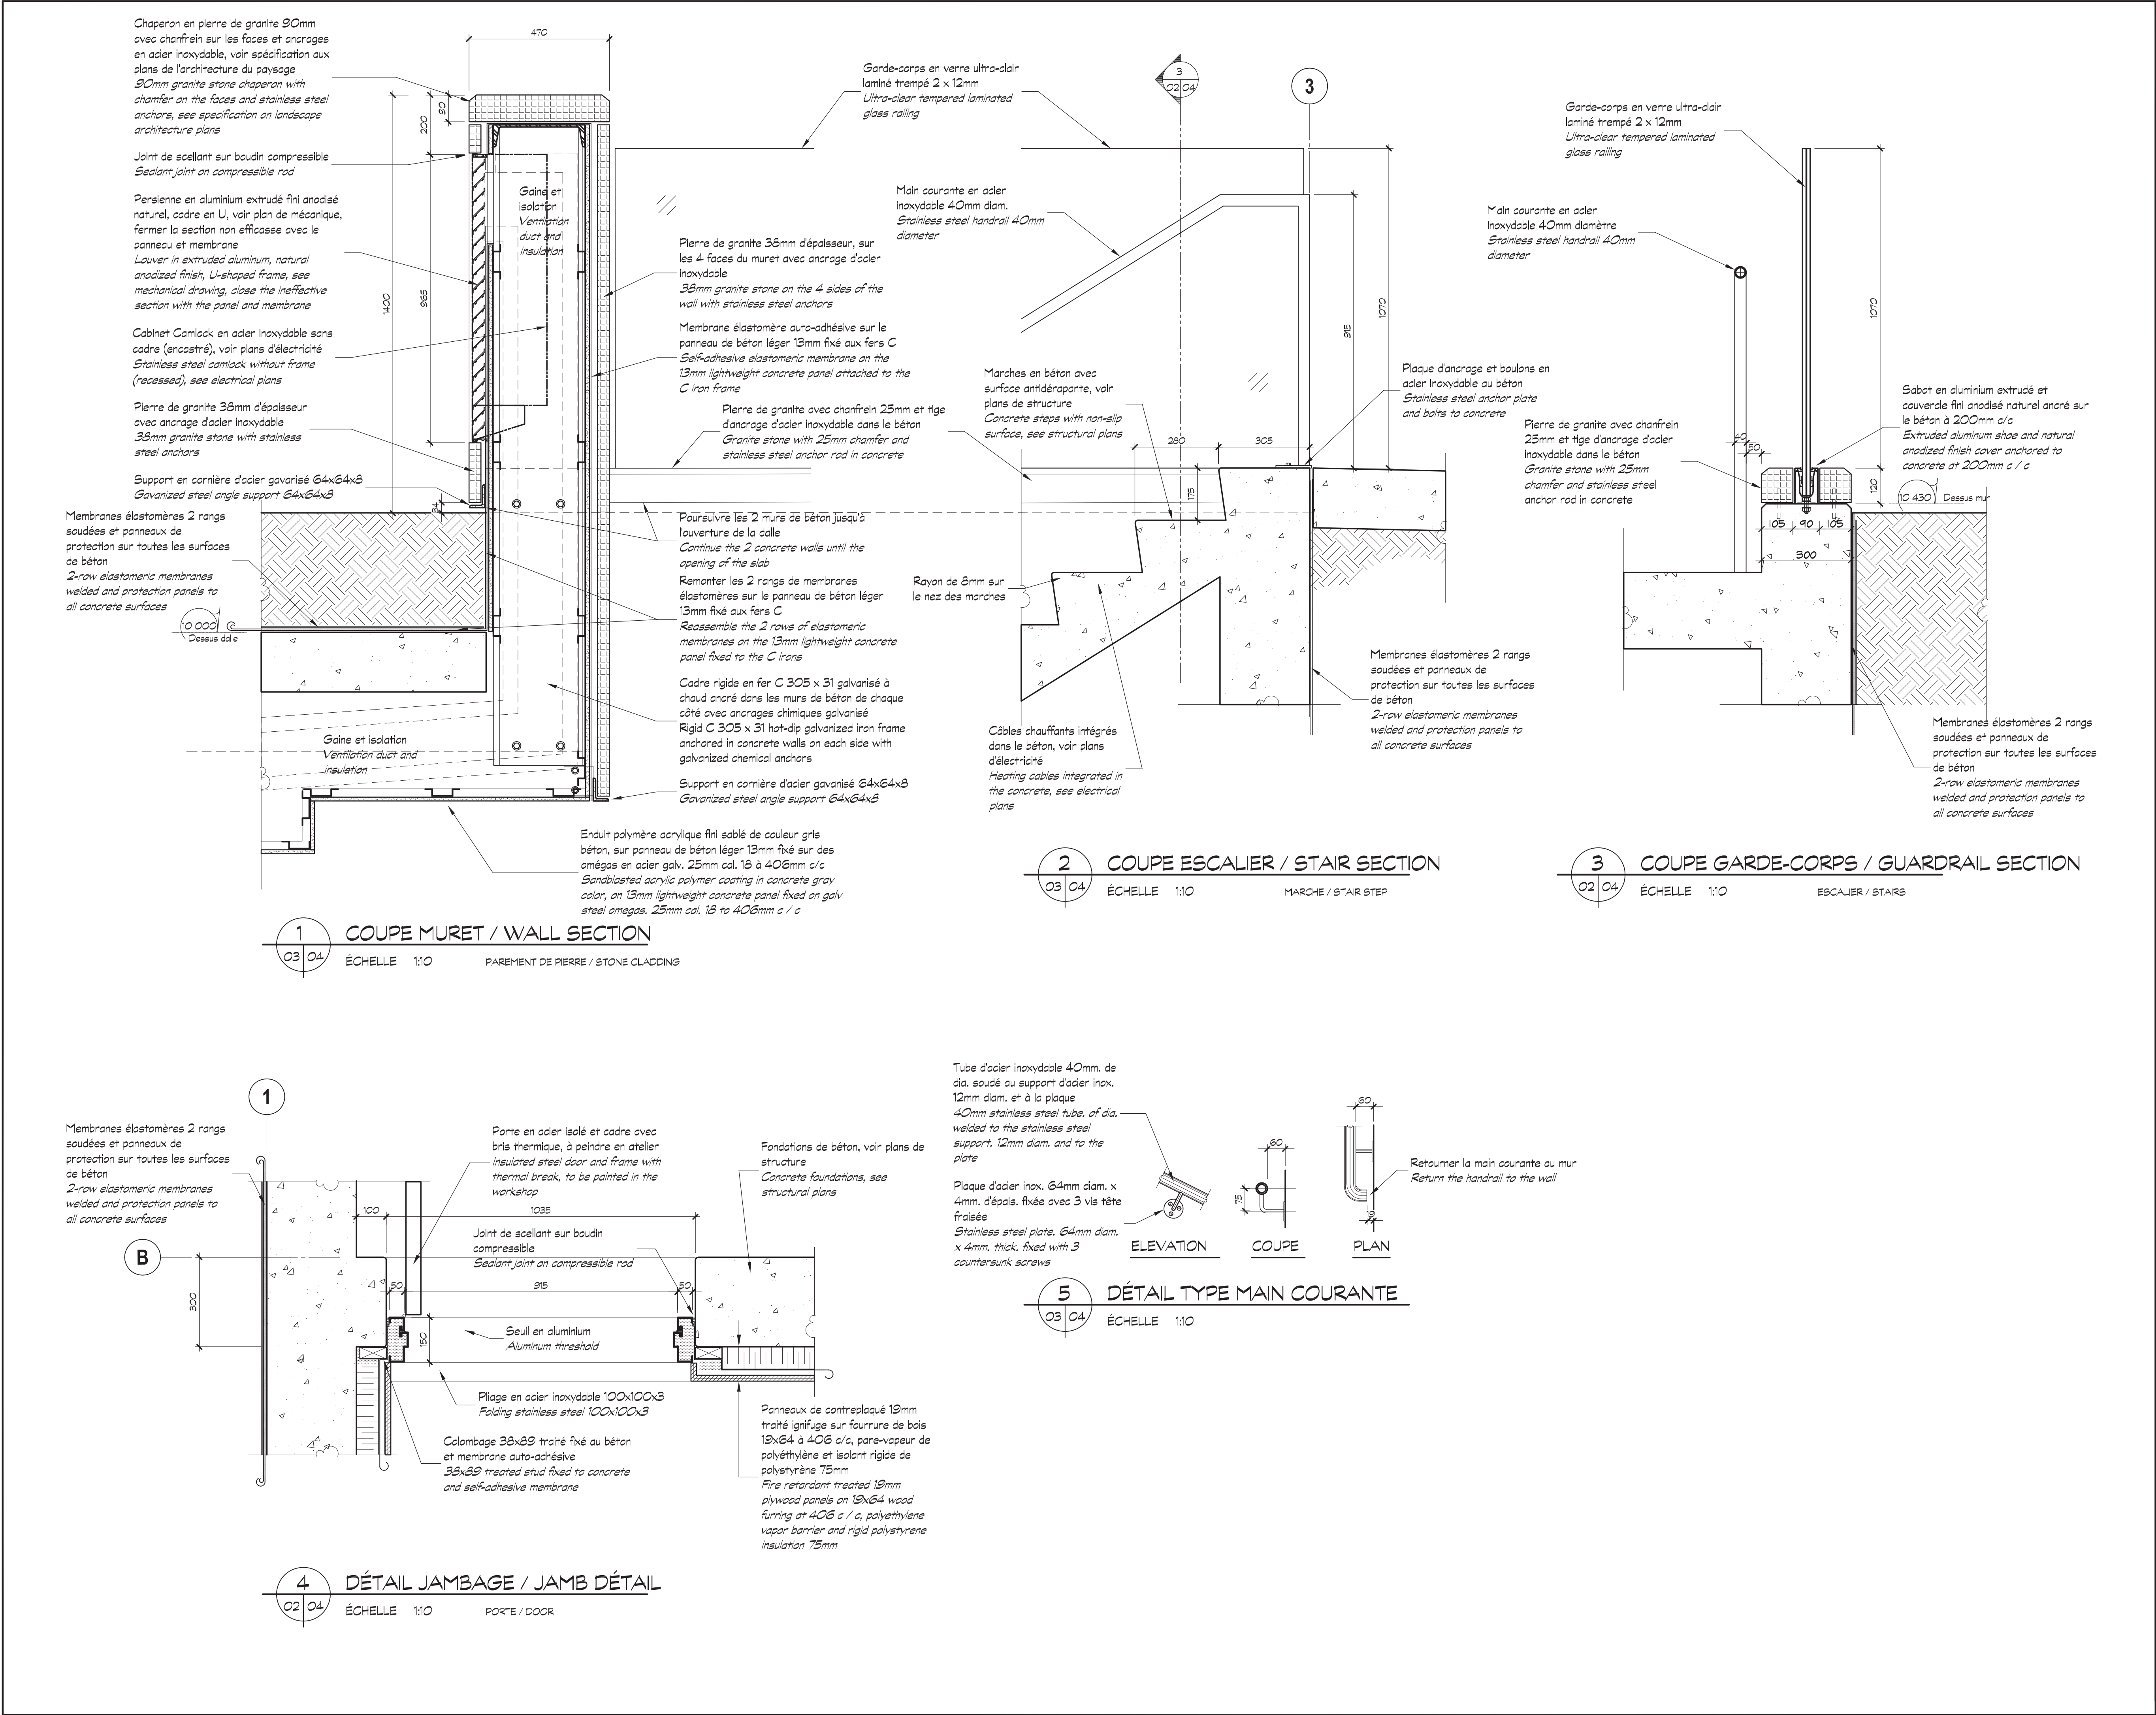 Chaperon en pierre de granite 90mm
avec chanfrein sur les faces et ancrages
en acier inoxydable, voir spécification aux
plans de l'architecture du paysage
90mm granite stone chaperon with
chamfer on the faces and stainless steel
anchors, see specification on landscape
architecture plans
Joint de scellant sur boudin compressible
Sealant joint on compressible rod
Persienne en aluminium extrudé fini anodisé
naturel, cadre en U, voir plan de mécanique,
fermer la section non efficasse avec le
panneau et membrane
Louver in extruded aluminum, natural
anodized finish, U-shaped frame, see
mechanical drawing, close the ineffective
section with the panel and membrane
Cabinet Camlock en acier inoxydable sans
cadre (encastré), voir plans d'électricité
Stainless steel camlock without frame
(recessed), see electrical plans
Pierre de granite 38mm d'épaisseur
avec ancrage d'acier inoxydable
38mm granite stone with stainless
steel anchors
Support en cornière d'acier gavanisé 64x64x8
Gavanized steel angle support 64x64x8
Membranes élastomères 2 rangs
soudées et panneaux de
protection sur toutes les surfaces
de béton
2-row elastomeric membranes
welded and protection panels to
all concrete surfaces
10 000
Dessus dalle
470
90
200
965
1400
34
Gaine et
isolation
Ventilation
duct and
insulation
Gaine et isolation
Ventilation duct and
insulation
Pierre de granite 38mm d'épaisseur, sur
les 4 faces du muret avec ancrage d'acier
inoxydable
38mm granite stone on the 4 sides of the
wall with stainless steel anchors
Membrane élastomère auto-adhésive sur le
panneau de béton léger 13mm fixé aux fers C
Self-adhesive elastomeric membrane on the
13mm lightweight concrete panel attached to the
C iron frame
Pierre de granite avec chanfrein 25mm et tige
d'ancrage d'acier inoxydable dans le béton
Granite stone with 25mm chamfer and
stainless steel anchor rod in concrete
Poursuivre les 2 murs de béton jusqu'à
l'ouverture de la dalle
Continue the 2 concrete walls until the
opening of the slab
Remonter les 2 rangs de membranes
élastomères sur le panneau de béton léger
13mm fixé aux fers C
Reassemble the 2 rows of elastomeric
membranes on the 13mm lightweight concrete
panel fixed to the C irons
Cadre rigide en fer C 305 x 31 galvanisé à
chaud ancré dans les murs de béton de chaque
côté avec ancrages chimiques galvanisé
Rigid C 305 x 31 hot-dip galvanized iron frame
anchored in concrete walls on each side with
galvanized chemical anchors
Support en cornière d'acier gavanisé 64x64x8
Gavanized steel angle support 64x64x8
Enduit polymère acrylique fini sablé de couleur gris
béton, sur panneau de béton léger 13mm fixé sur des
omégas en acier galv. 25mm cal. 18 à 406mm c/c
Sandblasted acrylic polymer coating in concrete gray
color, on 13mm lightweight concrete panel fixed on galv
steel omegas. 25mm cal. 18 to 406mm c / c
1
03 04
COUPE MURET / WALL SECTION
ÉCHELLE 1:10
PAREMENT DE PIERRE / STONE CLADDING
Garde-corps en verre ultra-clair
laminé trempé 2 x 12mm
Ultra-clear tempered laminated
glass railing
3
02 04
3
Main courante en acier
inoxydable 40mm diam.
Stainless steel handrail 40mm
diameter
1070
915
Marches en béton avec
surface antidérapante, voir
plans de structure
Concrete steps with non-slip
surface, see structural plans
Plaque d'ancrage et boulons en
acier inoxydable au béton
Stainless steel anchor plate
and bolts to concrete
280
305
175
Rayon de 8mm sur
le nez des marches
Câbles chauffants intégrés
dans le béton, voir plans
d'électricité
Heating cables integrated in
the concrete, see electrical
plans
Membranes élastomères 2 rangs
soudées et panneaux de
protection sur toutes les surfaces
de béton
2-row elastomeric membranes
welded and protection panels to
all concrete surfaces
2
03 04
COUPE ESCALIER / STAIR SECTION
ÉCHELLE 1:10
MARCHE / STAIR STEP
Garde-corps en verre ultra-clair
laminé trempé 2 x 12mm
Ultra-clear tempered laminated
glass railing
Main courante en acier
Inoxydable 40mm diamètre
Stainless steel handrail 40mm
diameter
Pierre de granite avec chanfrein
25mm et tige d'ancrage d'acier
inoxydable dans le béton
Granite stone with 25mm
chamfer and stainless steel
anchor rod in concrete
1070
40
50
120
105 90 105
300
Sabot en aluminium extrudé et
couvercle fini anodisé naturel ancré sur
le béton à 200mm c/c
Extruded aluminum shoe and natural
anodized finish cover anchored to
concrete at 200mm c / c
10 430
Dessus mur
Membranes élastomères 2 rangs
soudées et panneaux de
protection sur toutes les surfaces
de béton
2-row elastomeric membranes
welded and protection panels to
all concrete surfaces
3
02 04
COUPE GARDE-CORPS / GUARDRAIL SECTION
ÉCHELLE 1:10
ESCALIER / STAIRS
1
Membranes élastomères 2 rangs
soudées et panneaux de
protection sur toutes les surfaces
de béton
2-row elastomeric membranes
welded and protection panels to
all concrete surfaces
B
300
Porte en acier isolé et cadre avec
bris thermique, à peindre en atelier
Insulated steel door and frame with
thermal break, to be painted in the
workshop
100
1035
Joint de scellant sur boudin
compressible
Sealant joint on compressible rod
50
915
50
150
Seuil en aluminium
Aluminum threshold
Fondations de béton, voir plans de
structure
Concrete foundations, see
structural plans
Pliage en acier inoxydable 100x100x3
Folding stainless steel 100x100x3
Colombage 38x89 traité fixé au béton
et membrane auto-adhésive
38x89 treated stud fixed to concrete
and self-adhesive membrane
Panneaux de contreplaqué 19mm
traité ignifuge sur fourrure de bois
19x64 à 406 c/c, pare-vapeur de
polyéthylène et isolant rigide de
polystyrène 75mm
Fire retardant treated 19mm
plywood panels on 19x64 wood
furring at 406 c / c, polyethylene
vapor barrier and rigid polystyrene
insulation 75mm
4
02 04
DÉTAIL JAMBAGE / JAMB DÉTAIL
ÉCHELLE 1:10
PORTE / DOOR
Tube d'acier inoxydable 40mm. de
dia. soudé au support d'acier inox.
12mm diam. et à la plaque
40mm stainless steel tube. of dia.
welded to the stainless steel
support. 12mm diam. and to the
plate
Plaque d'acier inox. 64mm diam. x
4mm. d'épais. fixée avec 3 vis tête
fraisée
Stainless steel plate. 64mm diam.
x 4mm. thick. fixed with 3
countersunk screws
ELEVATION
60
75
COUPE
60
PLAN
Retourner la main courante au mur
Return the handrail to the wall
5
03 04
DÉTAIL TYPE MAIN COURANTE
ÉCHELLE 1:10